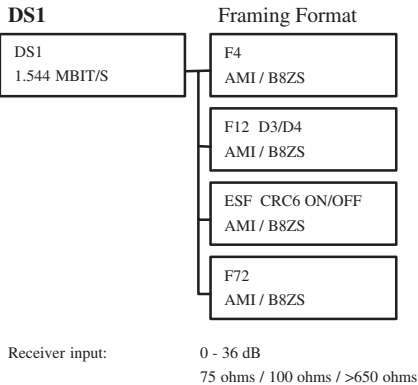 DS1 Framing Format
DS1
1.544 MBIT/S
F4
AMI / B8ZS
F12 D3/D4
AMI / B8ZS
ESF CRC6 ON/OFF
AMI / B8ZS
F72
AMI / B8ZS
Receiver input: 0 - 36 dB
75 ohms / 100 ohms / >650 ohms